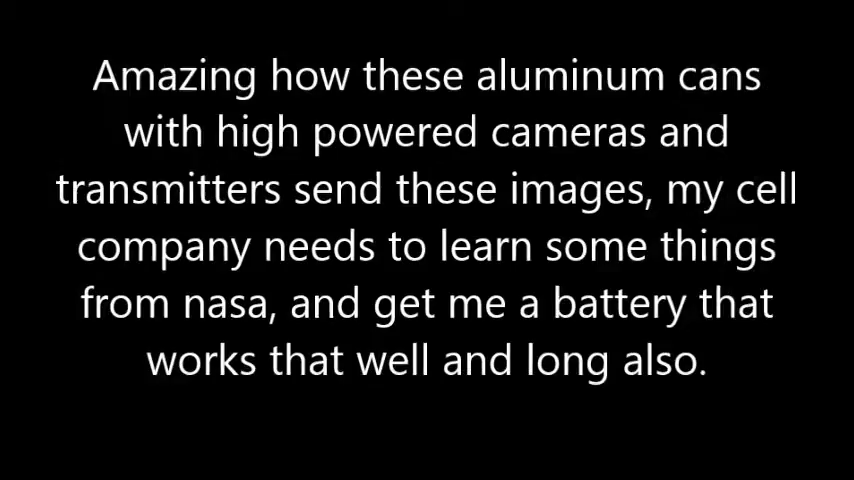 Amazing how these aluminum cans
with high powered cameras and
transmitters send these images, my cell
company needs to learn some things
from nasa, and get me a battery that
works that well and long also.